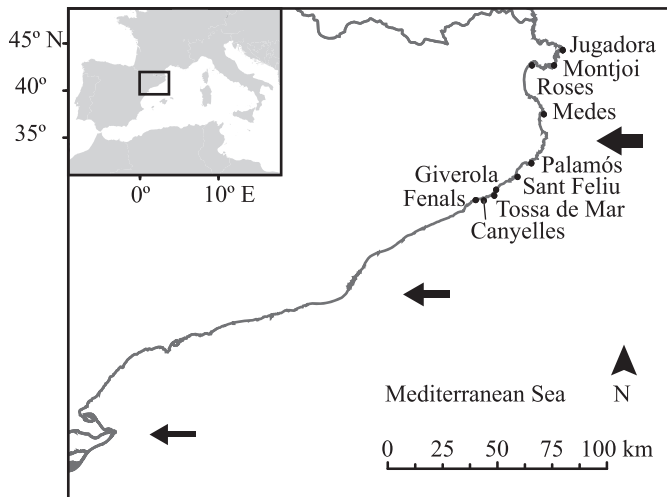 45º N
40º
35º
0º
10º E
Jugadora
Montjoi
Roses
Medes
Palamós
Giverola
Sant Feliu
Fenals
Tossa de Mar
Canyelles
Mediterranean Sea
N
0 25 50 75 100 km